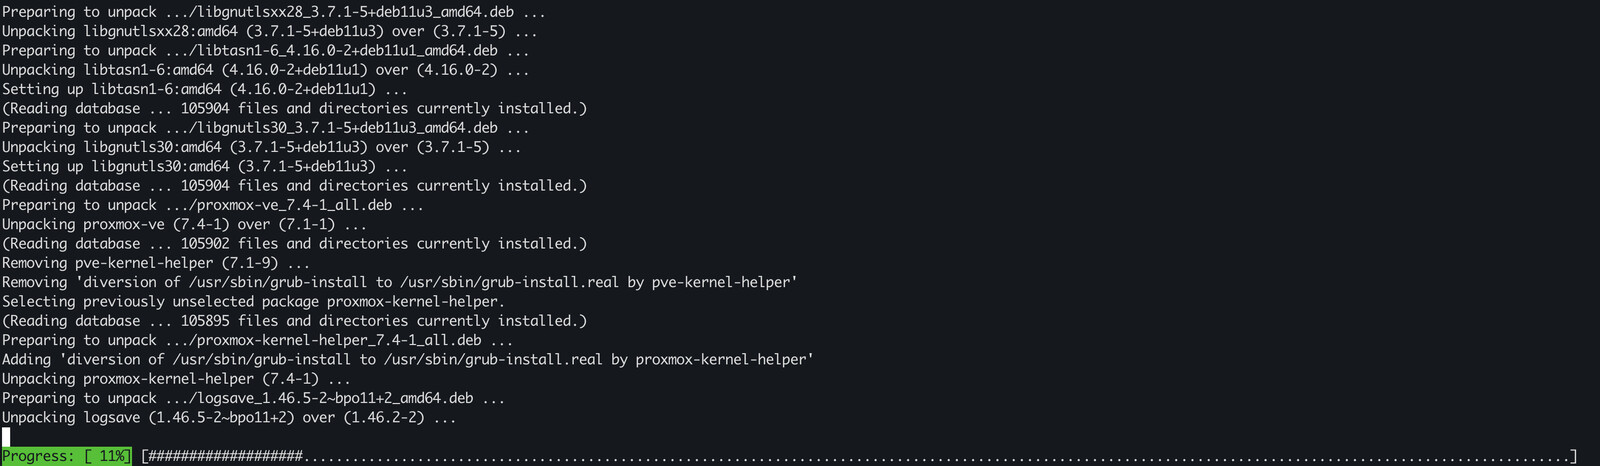 Preparing to unpack .../libgnutlsxx28_3.7.1-5+deb11u3_amd64.deb ...
Unpacking libgnutlsxx28:amd64 (3.7.1-5+deb11u3) over (3.7.1-5) ...
Preparing to unpack .../libtasn1-6_4.16.0-2+deb11u1_amd64.deb ...
Unpacking libtasn1-6:amd64 (4.16.0-2+deb11u1) over (4.16.0-2) ...
Setting up libtasn1-6:amd64 (4.16.0-2+deb11u1) ...
(Reading database ... 105904 files and directories currently installed.)
Preparing to unpack .../libgnutls30_3.7.1-5+deb11u3_amd64.deb ...
Unpacking libgnutls30:amd64 (3.7.1-5+deb11u3) over (3.7.1-5) ...
Setting up libgnutls30:amd64 (3.7.1-5+deb11u3) ...
(Reading database ... 105904 files and directories currently installed.)
Preparing to unpack .../proxmox-ve_7.4-1_all.deb ...
Unpacking proxmox-ve (7.4-1) over (7.1-1) ...
(Reading database ... 105902 files and directories currently installed.)
Removing pve-kernel-helper (7.1-9) ...
Removing 'diversion of /usr/sbin/grub-install to /usr/sbin/grub-install.real by pve-kernel-helper'
Selecting previously unselected package proxmox-kernel-helper.
(Reading database ... 105895 files and directories currently installed.)
Preparing to unpack .../proxmox-kernel-helper_7.4-1_all.deb ...
Adding 'diversion of /usr/sbin/grub-install to /usr/sbin/grub-install.real by proxmox-kernel-helper'
Unpacking proxmox-kernel-helper (7.4-1) ...
Preparing to unpack .../logsave_1.46.5-2~bpo11+2_amd64.deb ...
Unpacking logsave (1.46.5-2~bpo11+2) over (1.46.2-2) ...
Progress: [ 11%] [###################............................................................................................................................................................]